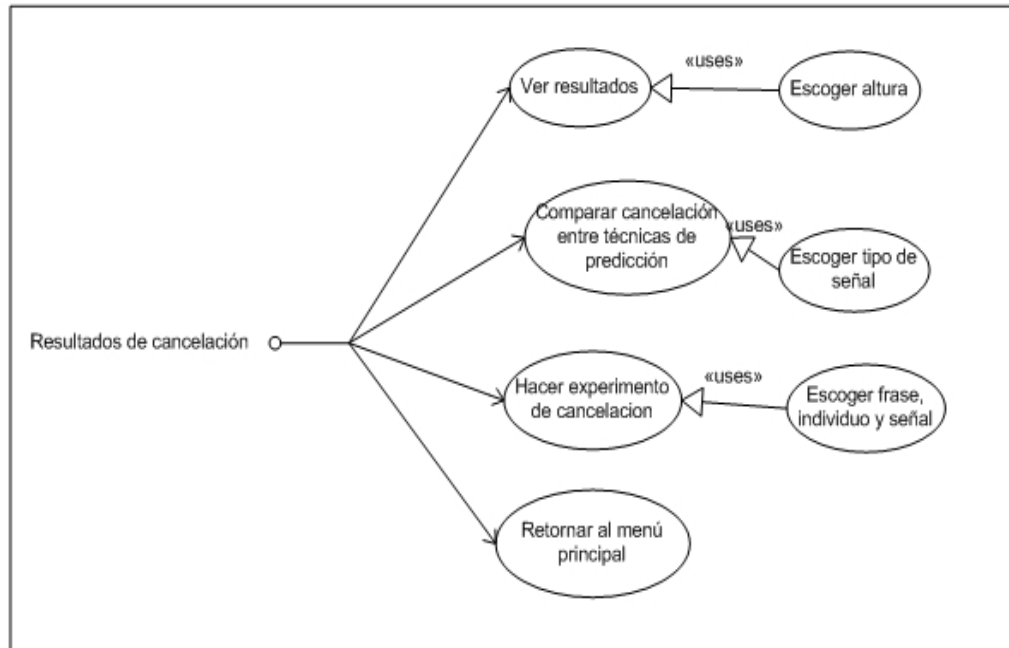 «uses»
Ver resultados
Escoger altura
Comparar cancelación
entre técnicas de
predicción
«uses»
Escoger tipo de
señal
Resultados de cancelación
Hacer experimento
de cancelacion
«uses»
Escoger frase,
individuo y señal
Retornar al menú
principal